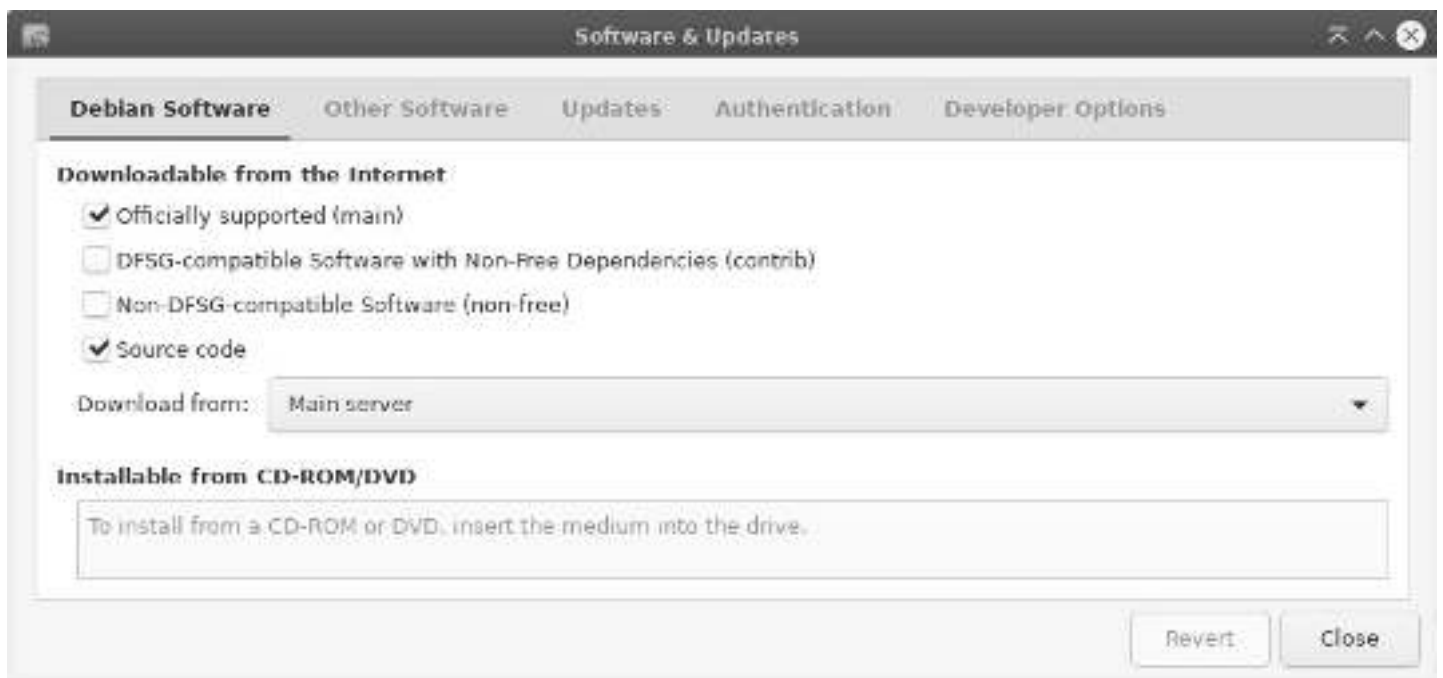 Software & Updates
Debian Software Other Software Updates Authentication Developer Options
Downloadable from the Internet
Officially supported (main)
DFSG-compatible Software with Non-Free Dependencies (contrib)
Non-DFSG-compatible Software (non-free)
Source code
Download from: Main server
Installable from CD-ROM/DVD
To install from a CD-ROM or DVD, insert the medium into the drive.
Revert Close